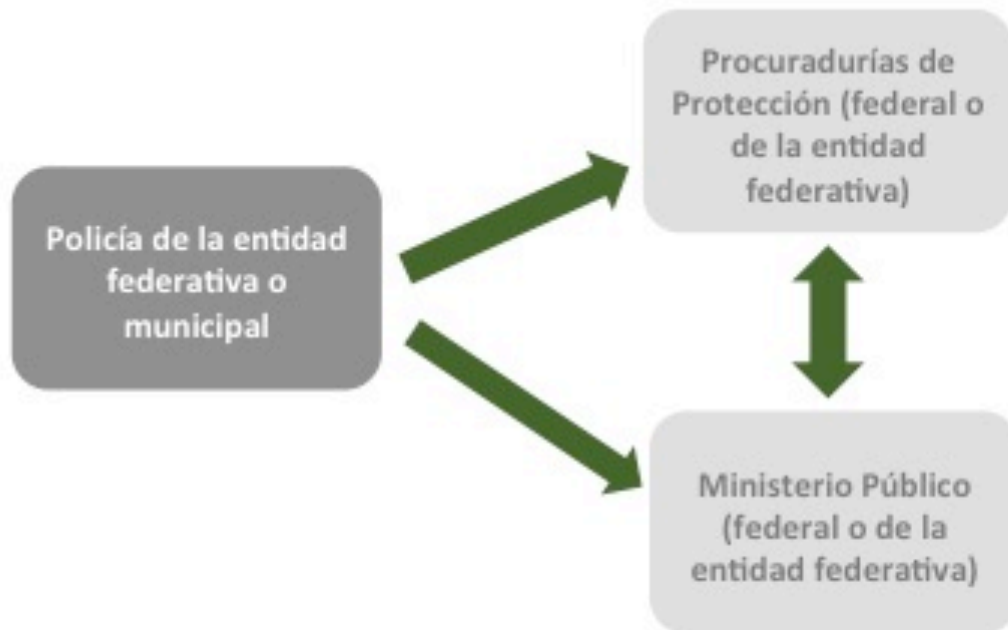 Procuradurías de
Protección (federal o
de la entidad
federativa)
Policía de la entidad
federativa o
municipal
Ministerio Público
(federal o de la
entidad federativa)